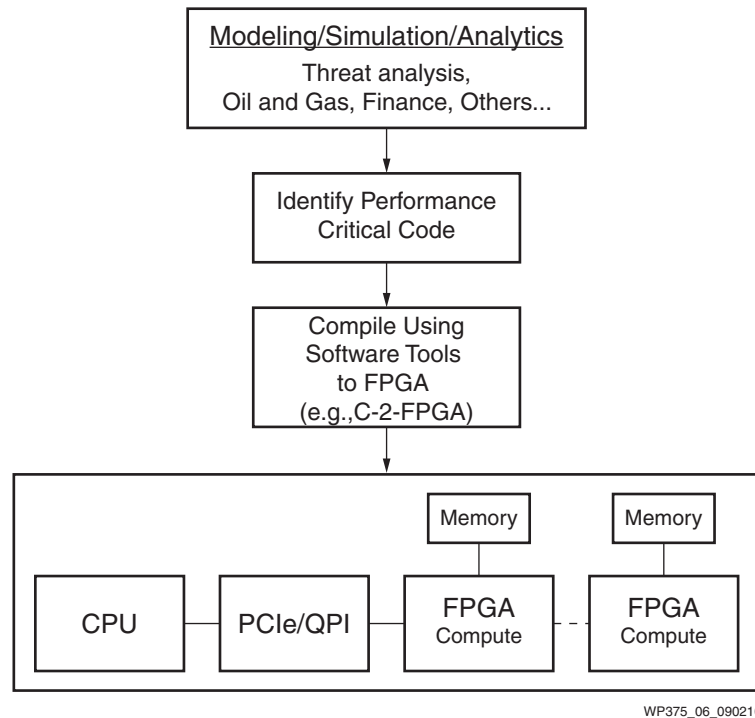 Modeling/Simulation/Analytics
Threat analysis,
Oil and Gas, Finance, Others...
Identify Performance
Critical Code
Compile Using
Software Tools
to FPGA
(e.g.,C-2-FPGA)
Memory
Memory
CPU
PCIe/QPI
FPGA
Compute
FPGA
Compute